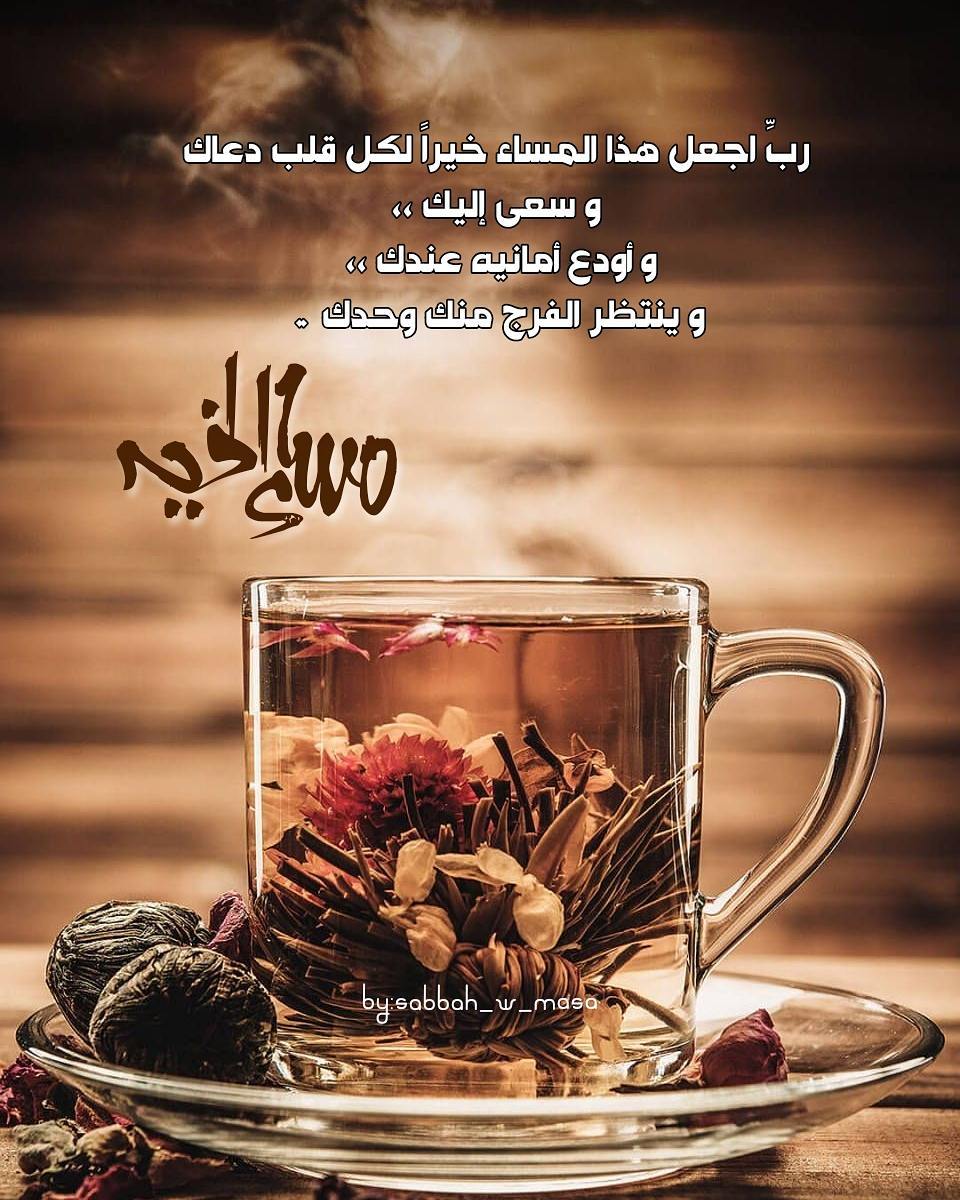 ربِّ اجعل هذا المساء خيراً لكل قلب دعاك
و سعى إليك ،،
و أودع أمانيه عندك ،،
و ينتظر الفرج منك وحدك ..
مساء الخير
by:sabbah_w_masa